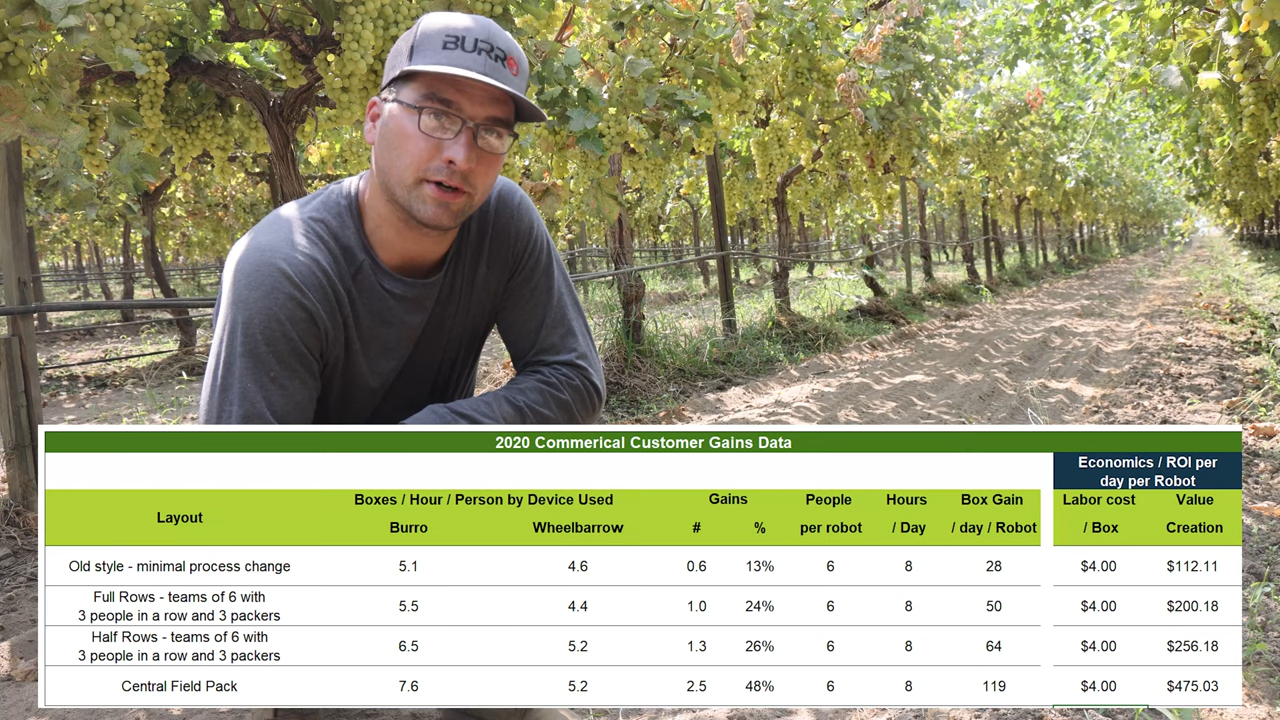 BURRO
2020 Commerical Customer Gains Data
Economics / ROI per
day per Robot
Layout
Boxes / Hour / Person by Device Used
Gains
People
Hours
Box Gain
Labor cost
Value
Burro
Wheelbarrow
#
%
per robot
/ Day
/ day / Robot
/ Box
Creation
Old style - minimal process change 5.1 4.6 0.6 13% 6 8 28 $4.00 $112.11
Full Rows - teams of 6 with
3 people in a row and 3 packers
5.5 4.4 1.0 24% 6 8 50 $4.00 $200.18
Half Rows - teams of 6 with
3 people in a row and 3 packers
6.5 5.2 1.3 26% 6 8 64 $4.00 $256.18
Central Field Pack 7.6 5.2 2.5 48% 6 8 119 $4.00 $475.03